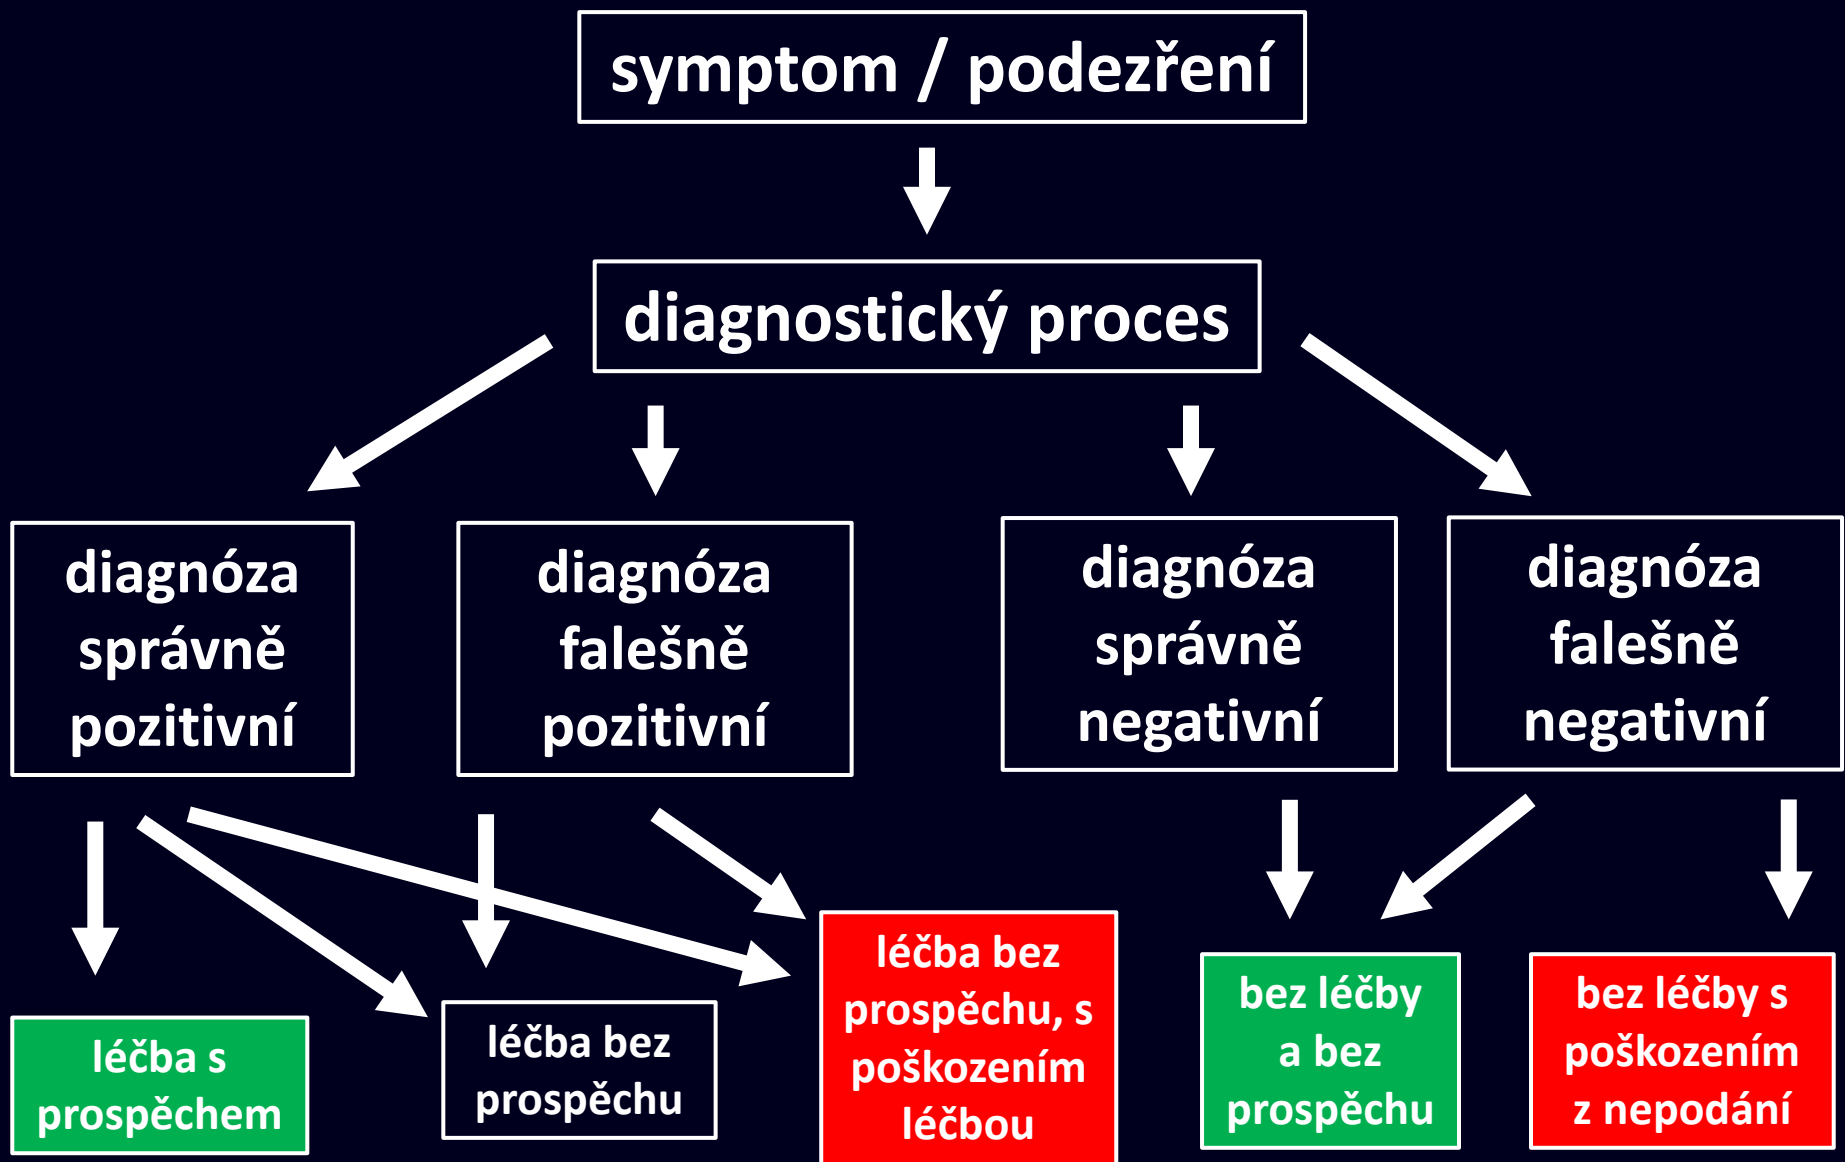 symptom / podezření
diagnostický proces
diagnóza
správně
pozitivní
diagnóza
falešně
pozitivní
diagnóza
správně
negativní
diagnóza
falešně
negativní
léčba s
prospěchem
léčba bez
prospěchu
léčba bez
prospěchu, s
poškozením
léčbou
bez léčby
a bez
prospěchu
bez léčby s
poškozením
z nepodání